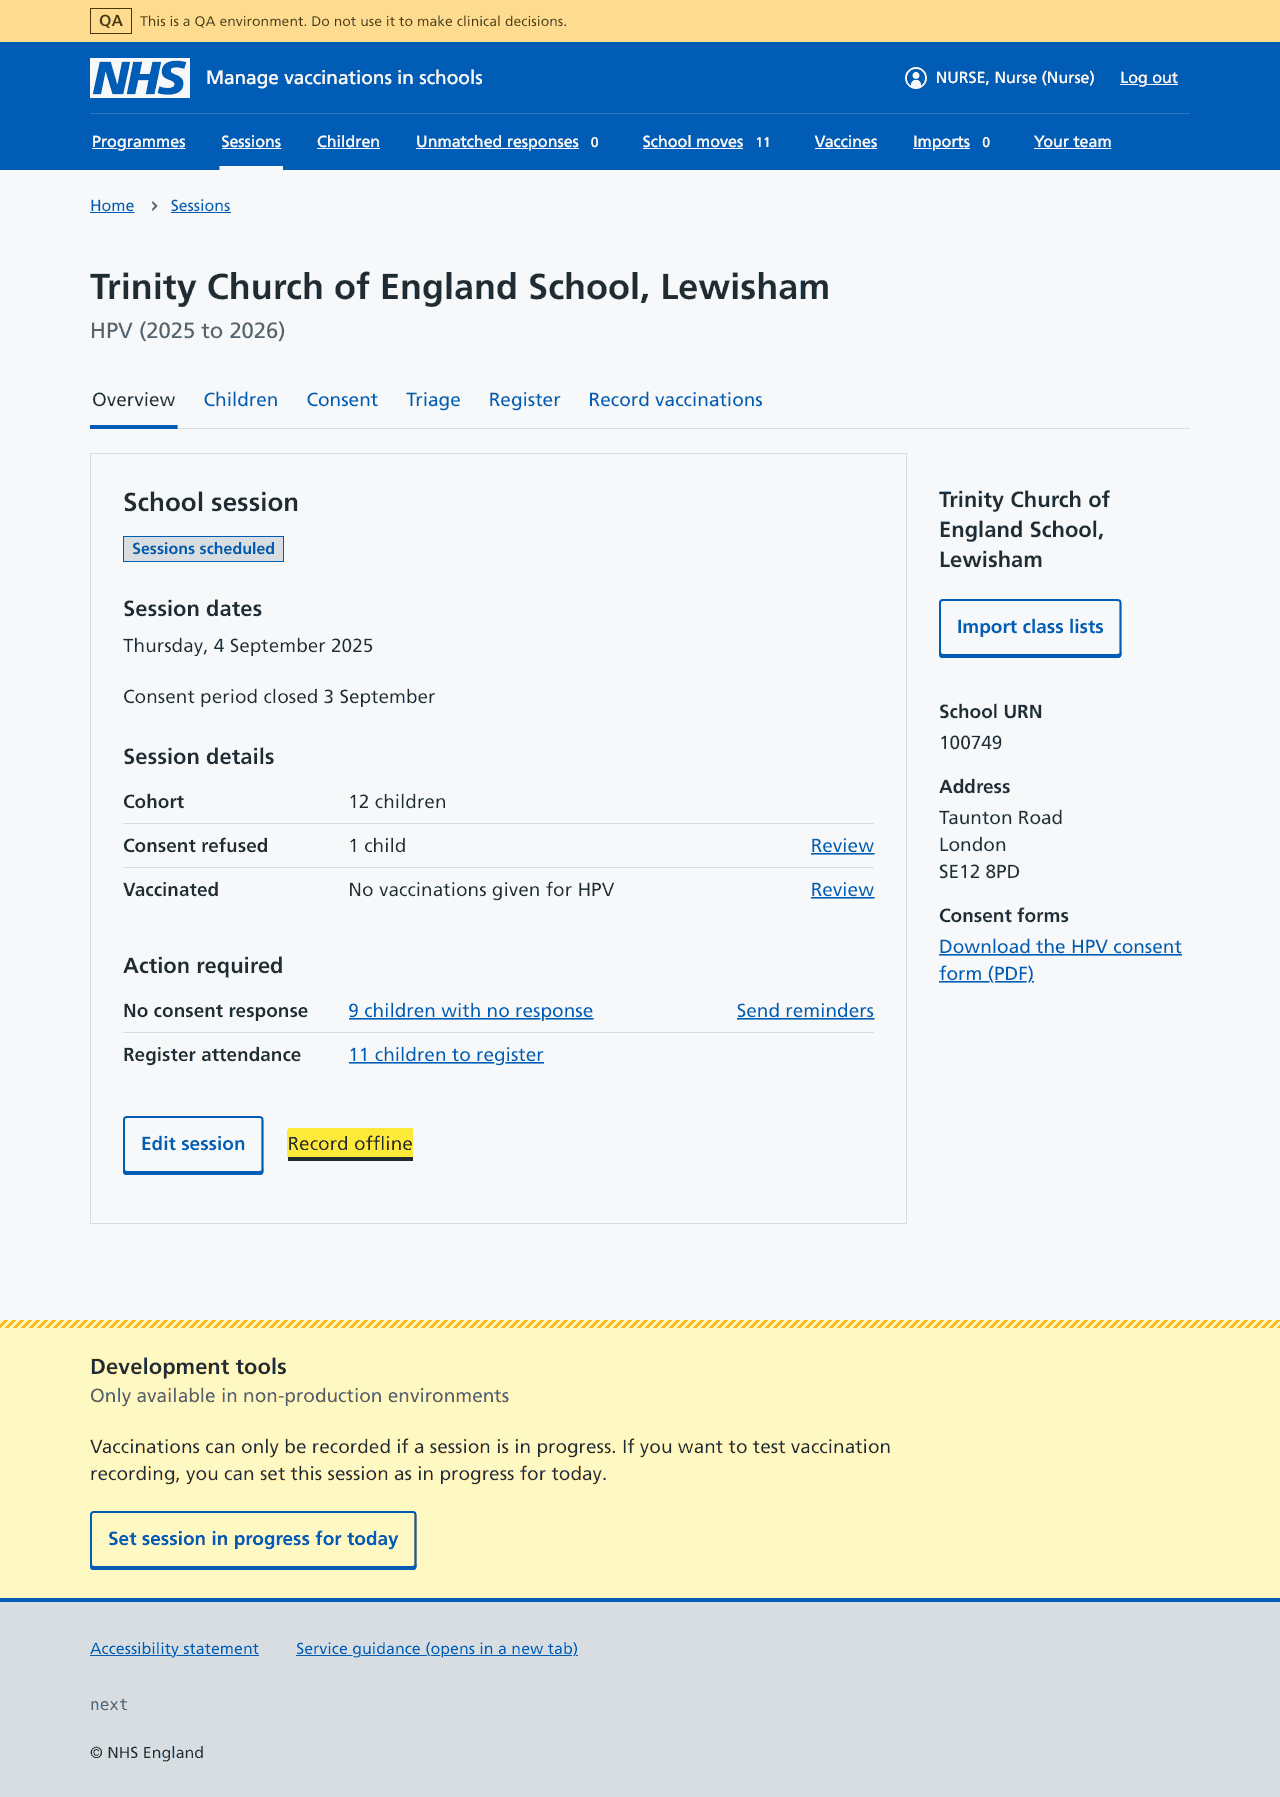 QA This is a QA environment. Do not use it to make clinical decisions.
NHS Manage vaccinations in schools NURSE, Nurse (Nurse) Log out
Programmes Sessions Children Unmatched responses 0 School moves 11 Vaccines Imports 0 Your team
Home Sessions
Trinity Church of England School, Lewisham
HPV (2025 to 2026)
Overview Children Consent Triage Register Record vaccinations
School session
Sessions scheduled
Session dates
Thursday, 4 September 2025
Consent period closed 3 September
Session details
Cohort 12 children
Consent refused 1 child Review
Vaccinated No vaccinations given for HPV Review
Action required
No consent response 9 children with no response Send reminders
Register attendance 11 children to register
Edit session Record offline
Trinity Church of
England School,
Lewisham
Import class lists
School URN
100749
Address
Taunton Road
London
SE12 8PD
Consent forms
Download the HPV consent
form (PDF)
Development tools
Only available in non-production environments
Vaccinations can only be recorded if a session is in progress. If you want to test vaccination
recording, you can set this session as in progress for today.
Set session in progress for today
Accessibility statement Service guidance (opens in a new tab)
next
© NHS England